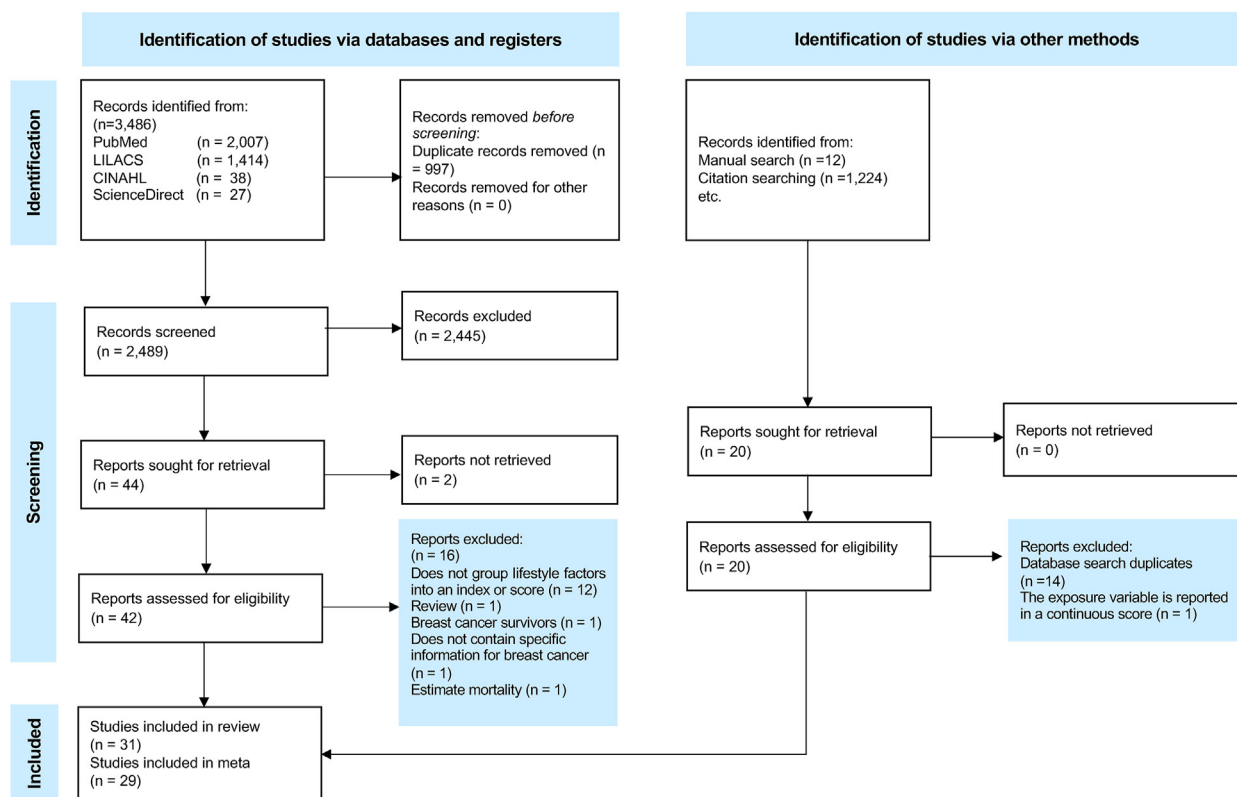 Identification of studies via databases and registers
Identification of studies via other methods
Identification
Records identified from:
(n=3,486)
PubMed (n = 2,007)
LILACS (n = 1,414)
CINAHL (n = 38)
ScienceDirect (n = 27)
Records removed before
screening:
Duplicate records removed (n
= 997)
Records removed for other
reasons (n = 0)
Records identified from:
Manual search (n =12)
Citation searching (n =1,224)
etc.
Screening
Records screened
(n = 2,489)
Records excluded
(n = 2,445)
Reports sought for retrieval
(n = 44)
Reports not retrieved
(n = 2)
Reports sought for retrieval
(n = 20)
Reports not retrieved
(n = 0)
Reports assessed for eligibility
(n = 42)
Reports excluded:
(n = 16)
Does not group lifestyle factors
into an index or score (n = 12)
Review (n = 1)
Breast cancer survivors (n = 1)
Does not contain specific
information for breast cancer
(n = 1)
Estimate mortality (n = 1)
Reports assessed for eligibility
(n = 20)
Reports excluded:
Database search duplicates
(n =14)
The exposure variable is reported
in a continuous score (n = 1)
Included
Studies included in review
(n = 31)
Studies included in meta
(n = 29)